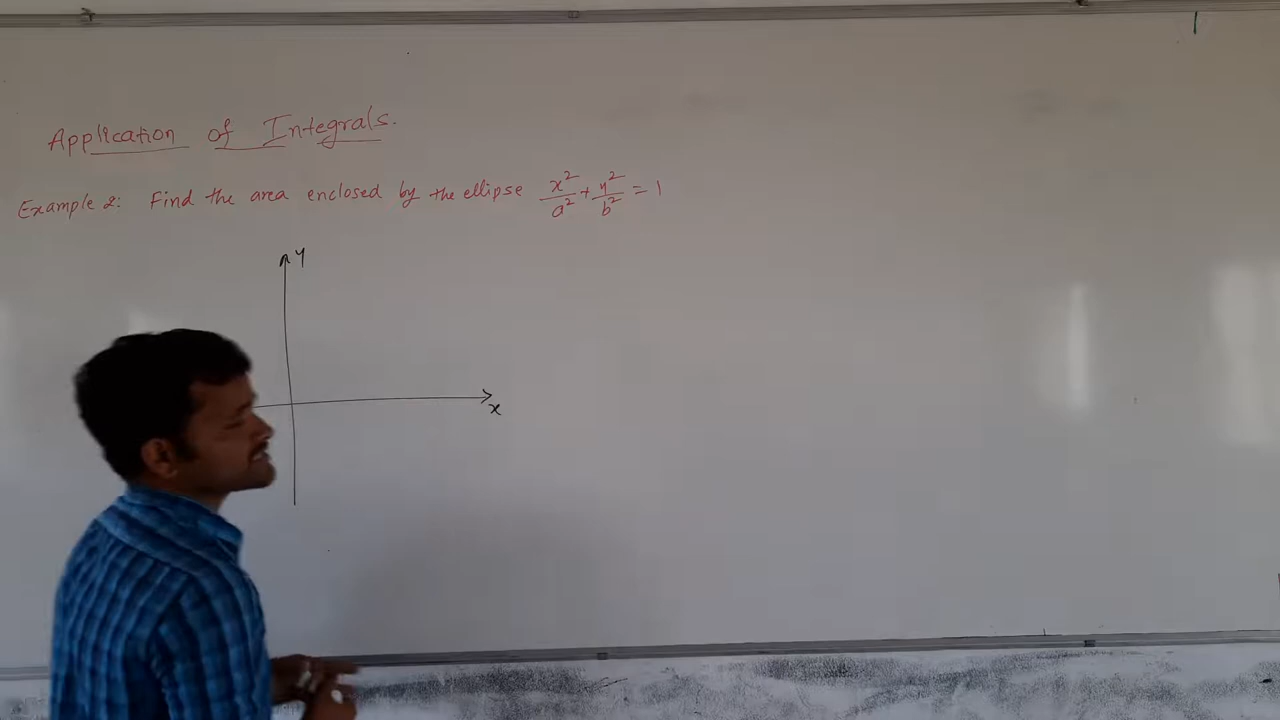 Application of Integrals.
Example 2: Find the area enclosed by the ellipse x²/a² + y²/b² = 1
y
x